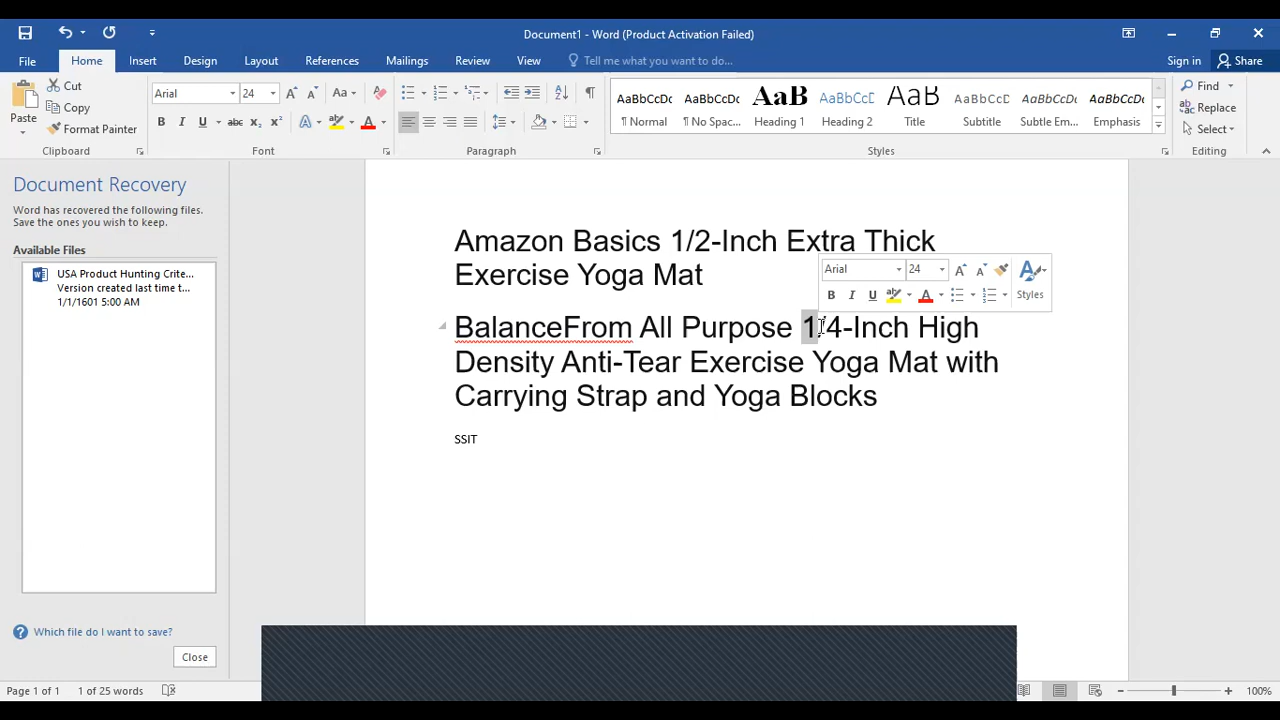 Document1 - Word (Product Activation Failed)
File Home Insert Design Layout References Mailings Review View Tell me what you want to do... Sign in Share
Paste
Cut
Copy
Format Painter
Arial 24 Aa
B I U abc X₂ X² A
AaBbCcDc AaBbCcDc AaBb AaBbCcC AaB AaBbCcD AaBbCcDc AaBbCcDc
¶ Normal ¶ No Spac... Heading 1 Heading 2 Title Subtitle Subtle Em... Emphasis
Find
Replace
Select
Clipboard Font Paragraph Styles Editing
Document Recovery
Word has recovered the following files.
Save the ones you wish to keep.
Available Files
USA Product Hunting Crite...
Version created last time t...
1/1/1601 5:00 AM
Which file do I want to save?
Close
Amazon Basics 1/2-Inch Extra Thick
Exercise Yoga Mat
Arial 24
B I U A Styles
BalanceFrom All Purpose 1/4-Inch High
Density Anti-Tear Exercise Yoga Mat with
Carrying Strap and Yoga Blocks
SSIT
Page 1 of 1 1 of 25 words 100%